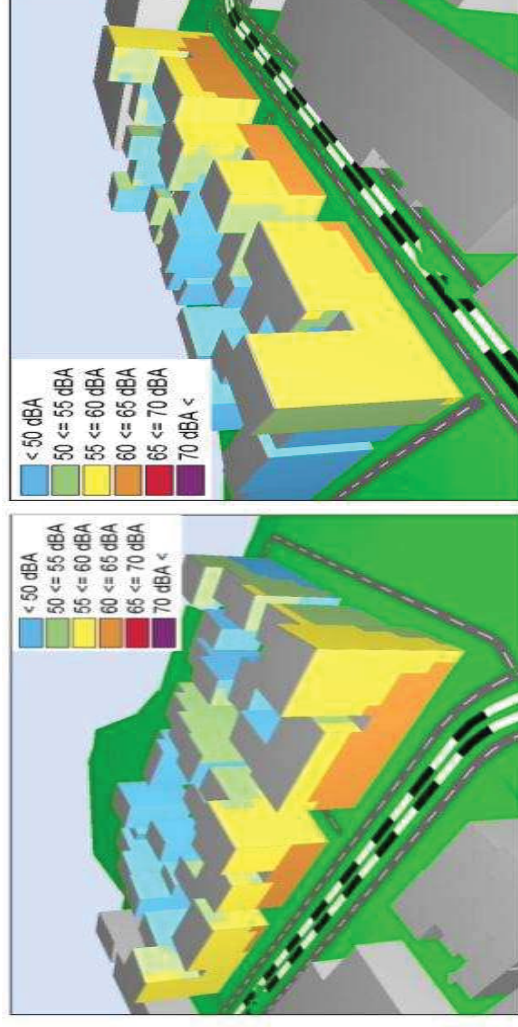 < 50 dBA
50 <= 55 dBA
55 <= 60 dBA
60 <= 65 dBA
65 <= 70 dBA
70 dBA <
< 50 dBA
50 <= 55 dBA
55 <= 60 dBA
60 <= 65 dBA
65 <= 70 dBA
70 dBA <